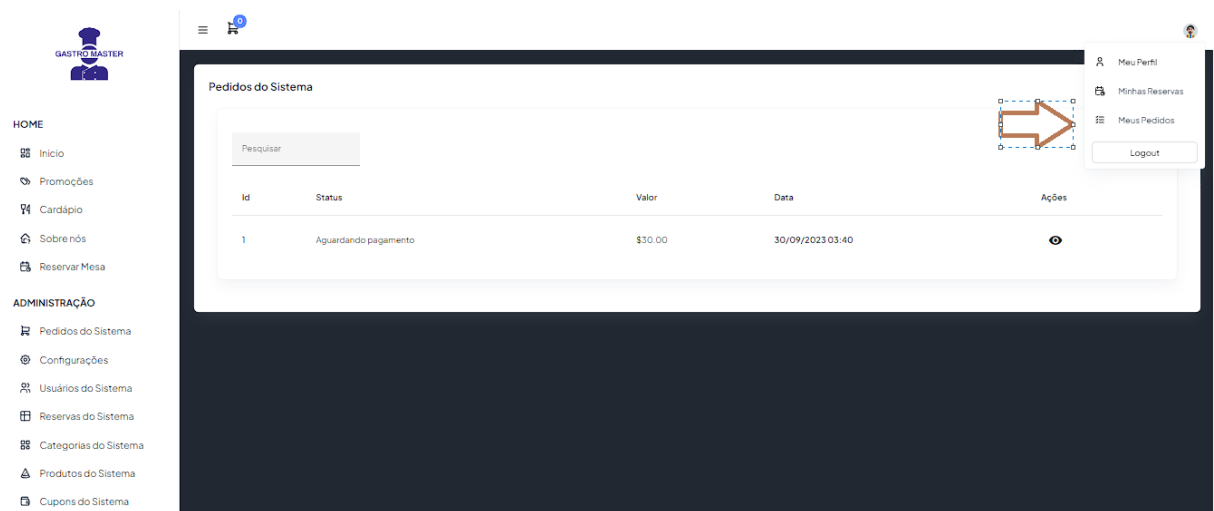 GASTRO MASTER
0
HOME
Inicio
Promoções
Cardápio
Sobre nós
Reservar Mesa
ADMINISTRAÇÃO
Pedidos do Sistema
Configurações
Usuários do Sistema
Reservas do Sistema
Categorias do Sistema
Produtos do Sistema
Cupons do Sistema
Pedidos do Sistema
Pesquisar
Id Status Valor Data Ações
1 Aguardando pagamento $30.00 30/09/2023 03:40
Meu Perfil
Minhas Reservas
Meus Pedidos
Logout